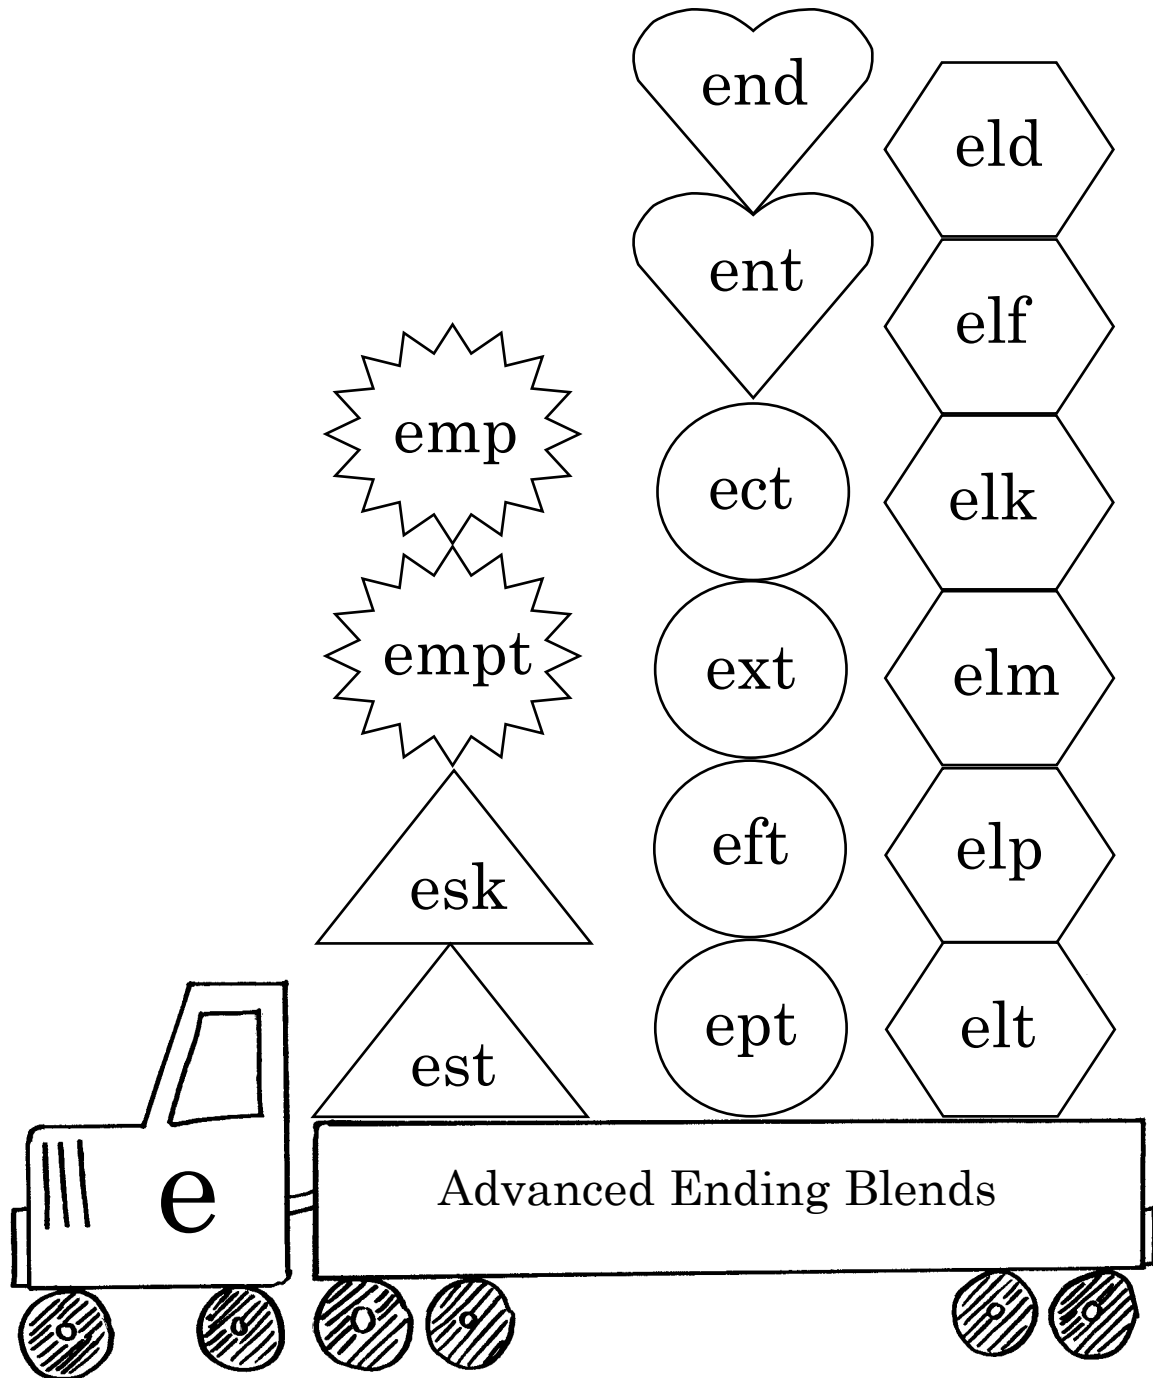 emp
empt
esk
est
end
ent
ect
ext
eft
ept
eld
elf
elk
elm
elp
elt
e
Advanced Ending Blends